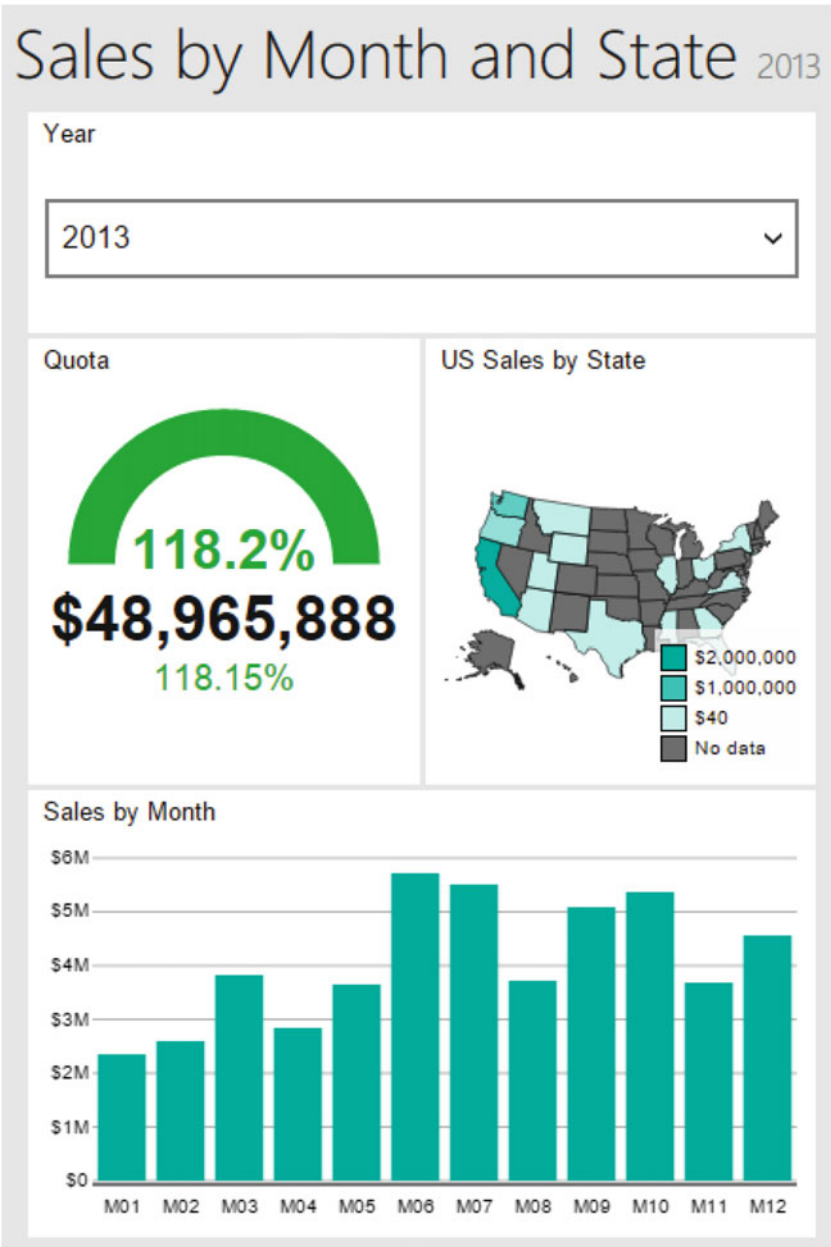 Sales by Month and State 2013
Year
2013
Quota
118.2%
$48,965,888
118.15%
US Sales by State
$2,000,000
$1,000,000
$40
No data
Sales by Month
$6M
$5M
$4M
$3M
$2M
$1M
$0
M01 M02 M03 M04 M05 M06 M07 M08 M09 M10 M11 M12